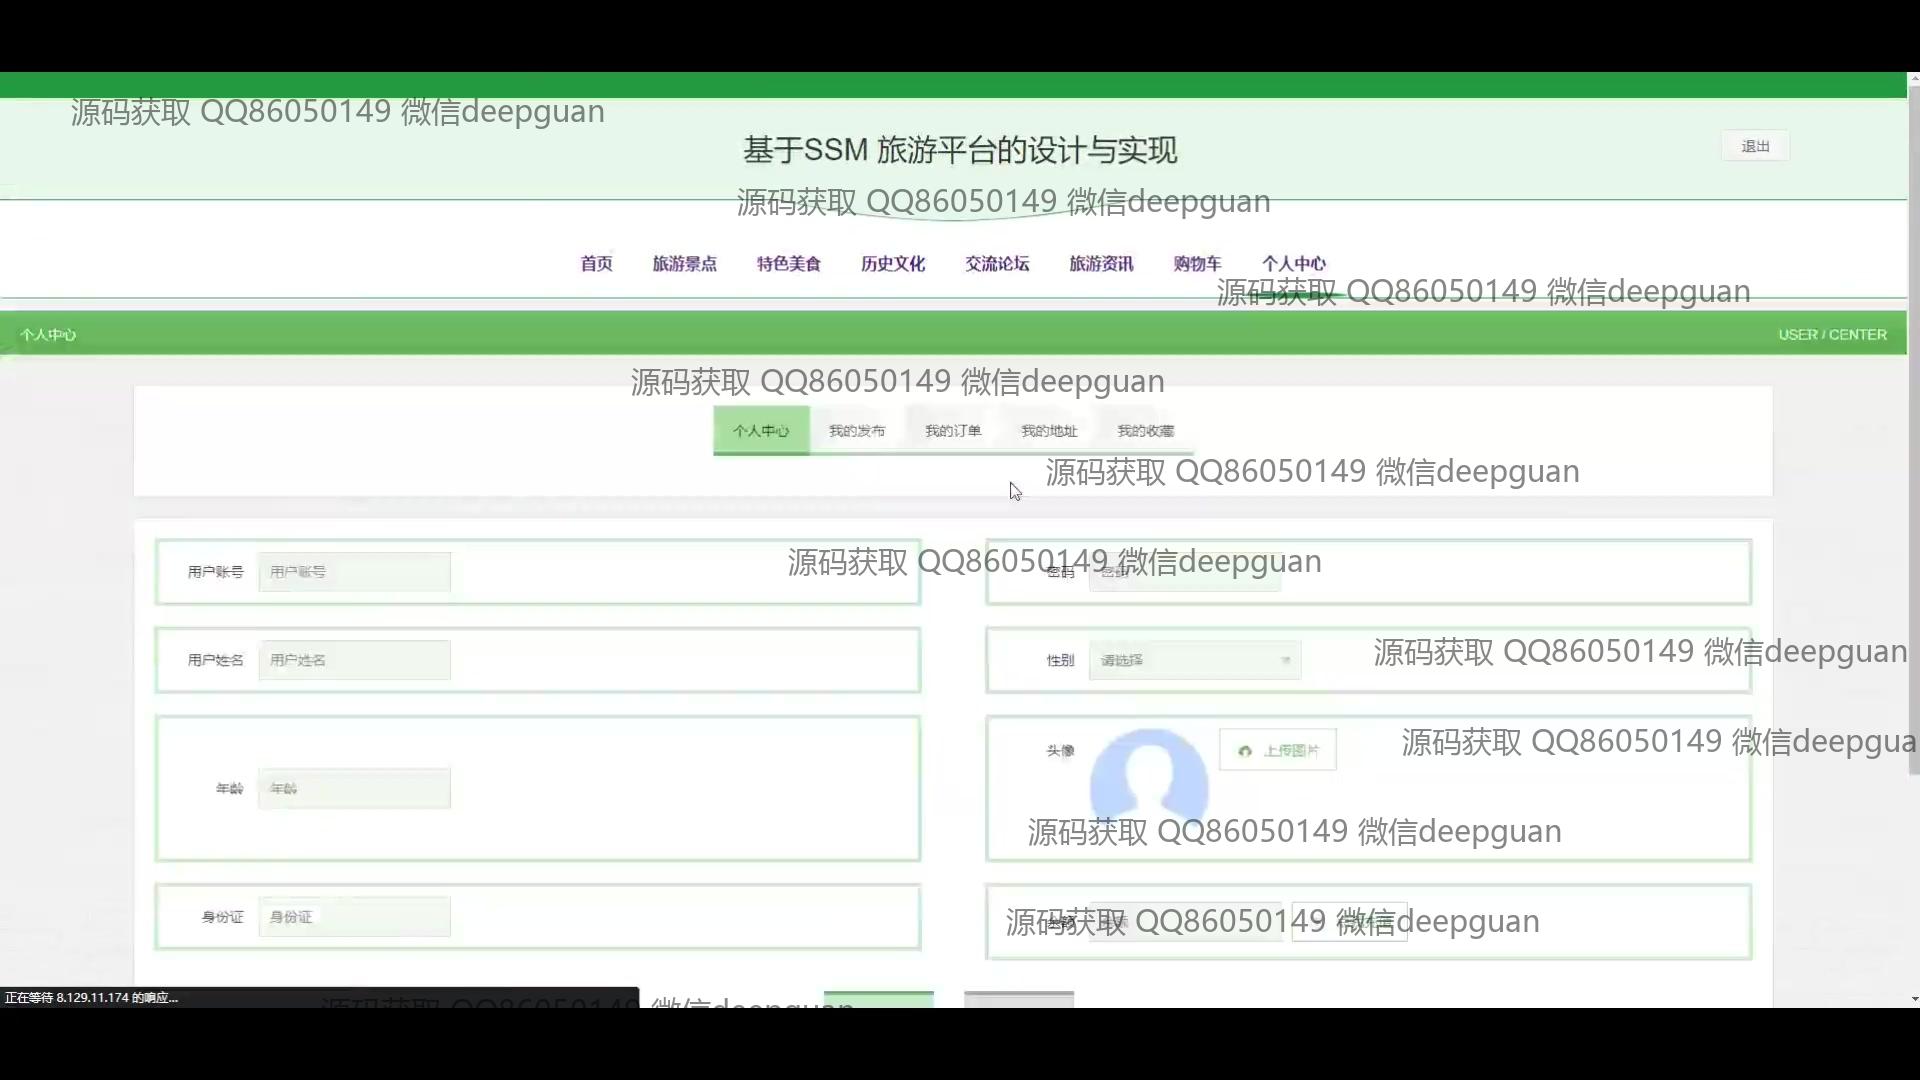 源码获取 QQ86050149 微信deepguan
基于SSM 旅游平台的设计与实现
退出
源码获取 QQ86050149 微信deepguan
首页 旅游景点 特色美食 历史文化 交流论坛 旅游资讯 购物车 个人中心
源码获取 QQ86050149 微信deepguan
个人中心 USER / CENTER
源码获取 QQ86050149 微信deepguan
个人中心 我的发布 我的订单 我的地址 我的收藏
源码获取 QQ86050149 微信deepguan
源码获取 QQ86050149 微信deepguan
用户账号 用户账号 密码 密码
用户姓名 用户姓名 性别 请选择
源码获取 QQ86050149 微信deepguan
头像 上传图片
源码获取 QQ86050149 微信deepgua
年龄 年龄
源码获取 QQ86050149 微信deepguan
身份证 身份证
源码获取 QQ86050149 微信deepguan
正在等待 8.129.11.174 的响应...
源码获取 QQ86050149 微信deepguan